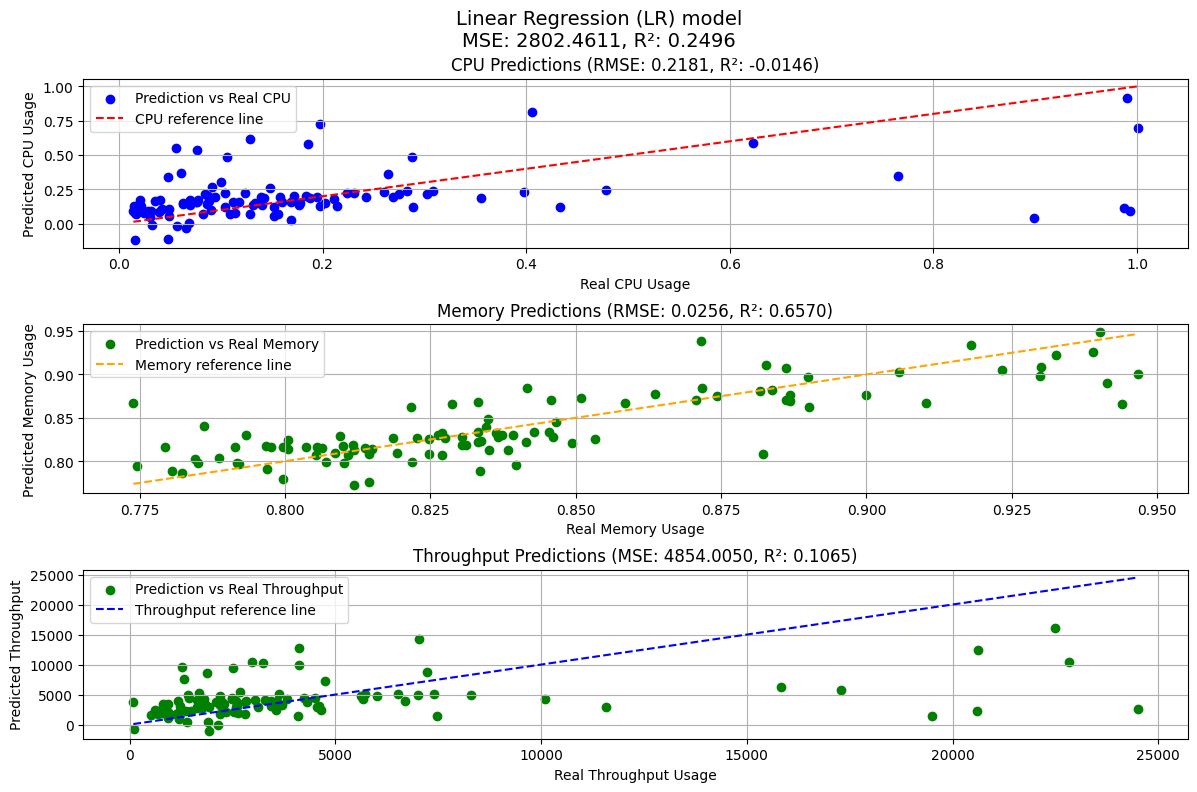 Linear Regression (LR) model
MSE: 2802.4611, R²: 0.2496
CPU Predictions (RMSE: 0.2181, R²: -0.0146)
Predicted CPU Usage
1.00
0.75
0.50
0.25
0.00
Prediction vs Real CPU
CPU reference line
0.0 0.2 0.4 0.6 0.8 1.0
Real CPU Usage
Memory Predictions (RMSE: 0.0256, R²: 0.6570)
Predicted Memory Usage
0.95
0.90
0.85
0.80
Prediction vs Real Memory
Memory reference line
0.775 0.800 0.825 0.850 0.875 0.900 0.925 0.950
Real Memory Usage
Throughput Predictions (MSE: 4854.0050, R²: 0.1065)
Predicted Throughput
25000
20000
15000
10000
5000
0
Prediction vs Real Throughput
Throughput reference line
0 5000 10000 15000 20000 25000
Real Throughput Usage